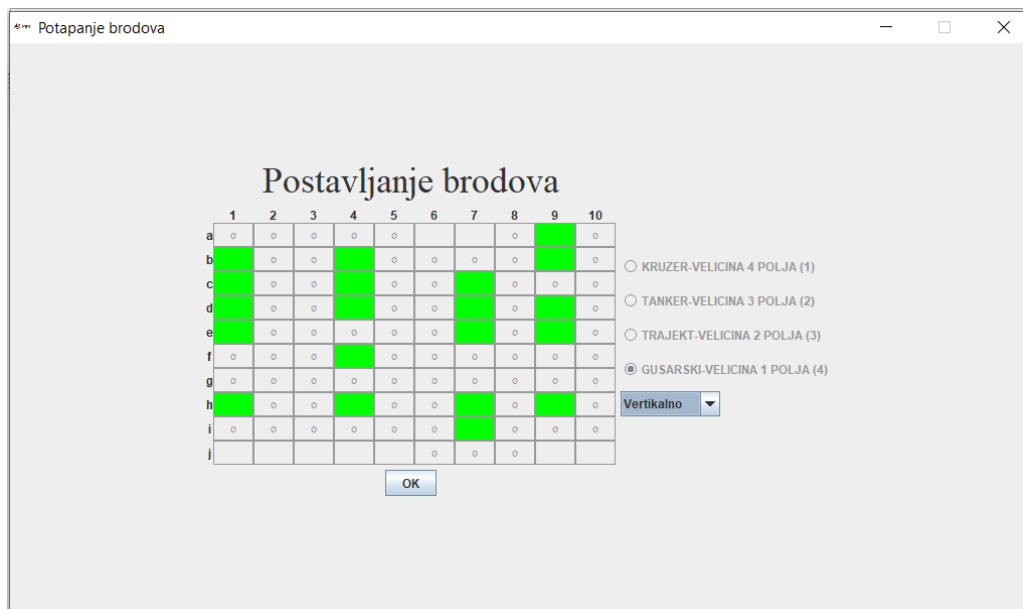 Potapanje brodova
Postavljanje brodova
1 2 3 4 5 6 7 8 9 10
a o o o o o o o
b o o o o o o o
c o o o o o o o
d o o o o o o
e o o o o o o o
f o o o o o o o o o
g o o o o o o o o o o
h o o o o o o
i o o o o o o o o o
j o o o
KRUZER-VELICINA 4 POLJA (1)
TANKER-VELICINA 3 POLJA (2)
TRAJEKT-VELICINA 2 POLJA (3)
GUSARSKI-VELICINA 1 POLJA (4)
Vertikalno
OK